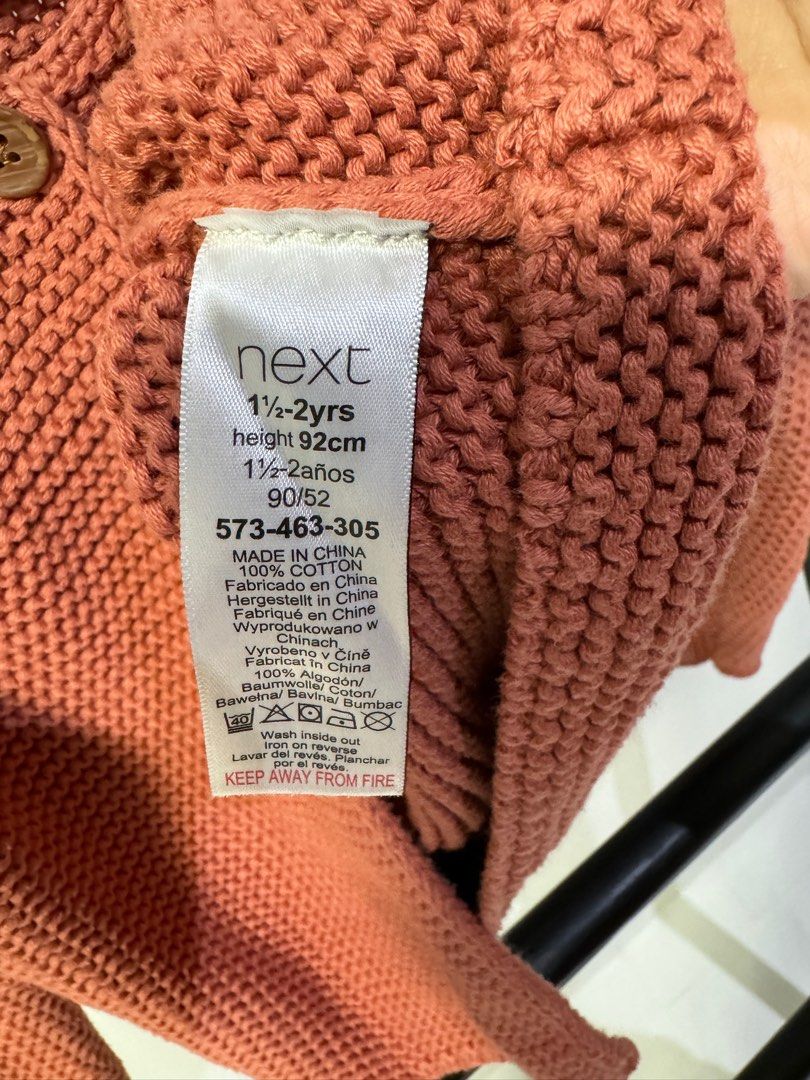 next
1½-2yrs
height 92cm
1½-2años
90/52
573-463-305
MADE IN CHINA
100% COTTON
Fabricado en China
Hergestellt in China
Fabriqué en Chine
Wyprodukowano w
Chinach
Vyrobeno v Číně
Fabricat în China
100% Algodón/
Baumwolle/ Coton/
Bawełna/ Bavlna/ Bumbac
40
Wash inside out
Iron on reverse
Lavar del revés. Planchar
por el revés.
KEEP AWAY FROM FIRE